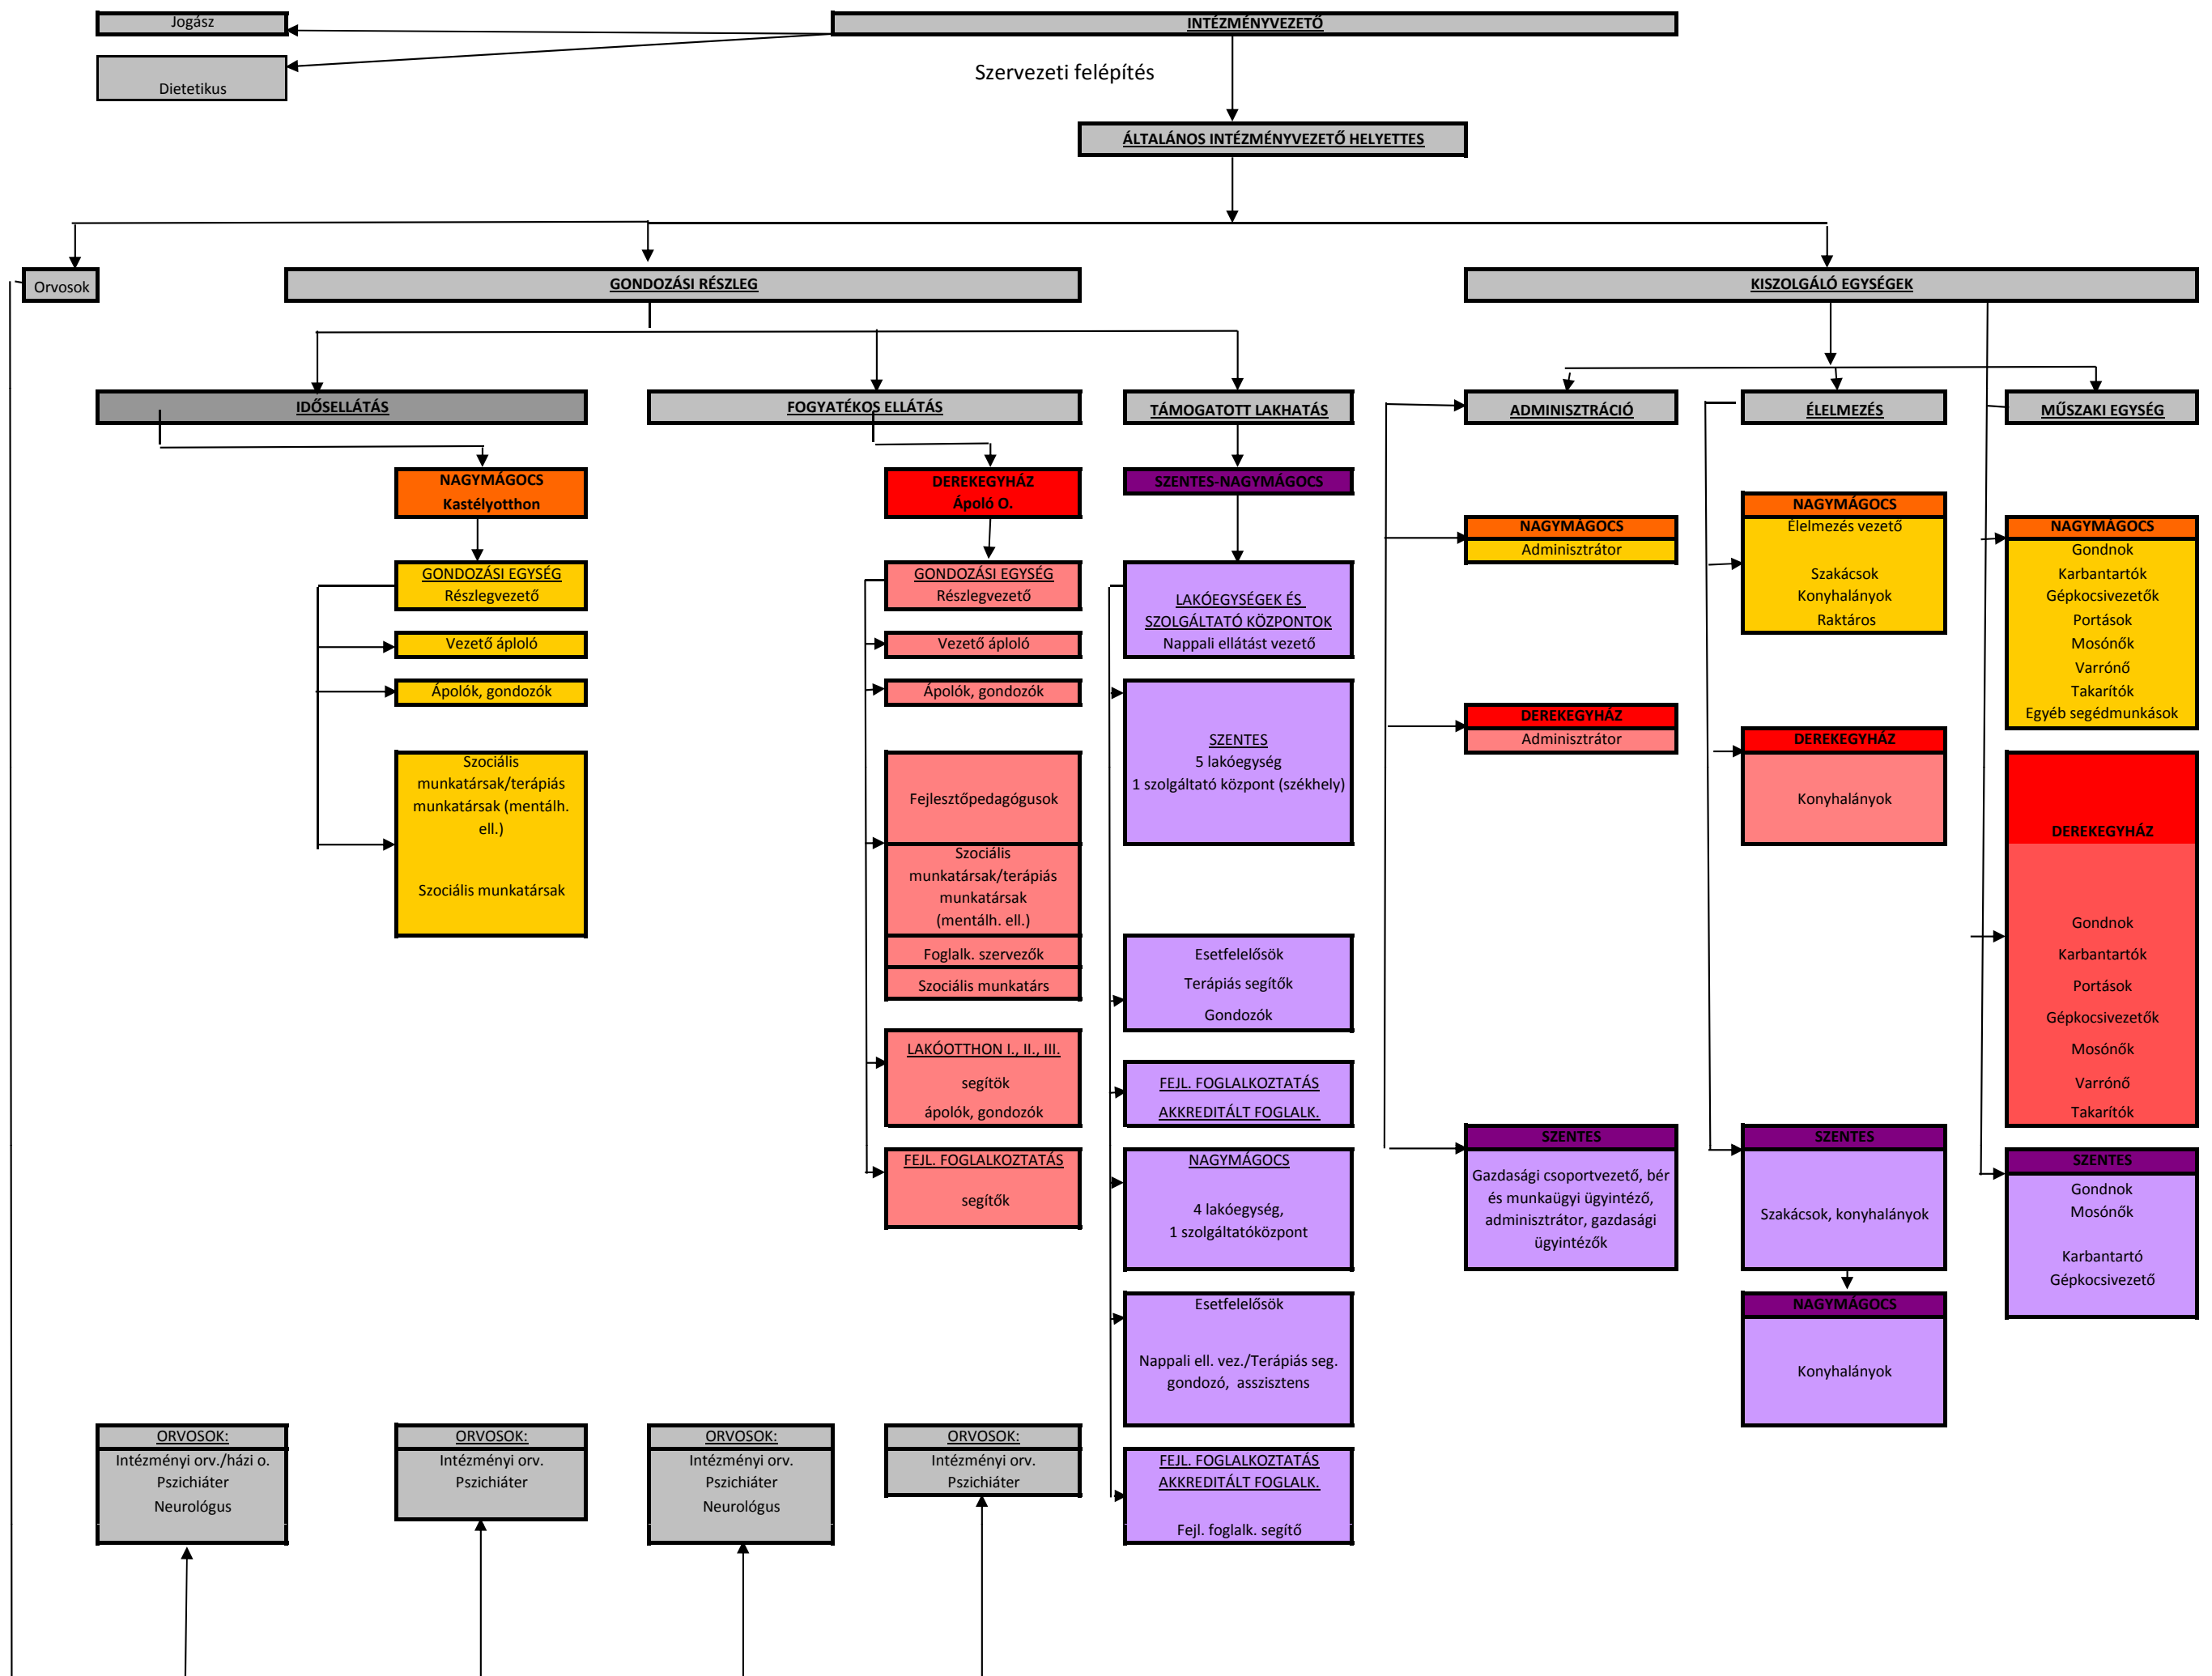 Jogász
INTÉZMÉNYVEZETŐ
Dietetikus
Szervezeti felépítés
ÁLTALÁNOS INTÉZMÉNYVEZETŐ HELYETTES
Orvosok
GONDOZÁSI RÉSZLEG
KISZOLGÁLÓ EGYSÉGEK
IDŐSELLÁTÁS
FOGYATÉKOS ELLÁTÁS
TÁMOGATOTT LAKHATÁS
ADMINISZTRÁCIÓ
ÉLELMEZÉS
MŰSZAKI EGYSÉG
NAGYMÁGOCS
Kastélyotthon
GONDOZÁSI EGYSÉG
Részlegvezető
Vezető áploló
Ápolók, gondozók
Szociális
munkatársak/terápiás
munkatársak (mentálh.
ell.)
Szociális munkatársak
DEREKEGYHÁZ
Ápoló O.
GONDOZÁSI EGYSÉG
Részlegvezető
Vezető áploló
Ápolók, gondozók
Fejlesztőpedagógusok
Szociális
munkatársak/terápiás
munkatársak
(mentálh. ell.)
Foglalk. szervezők
Szociális munkatárs
LAKÓOTTHON I., II., III.
segítök
ápolók, gondozók
FEJL. FOGLALKOZTATÁS
segítők
SZENTES-NAGYMÁGOCS
LAKÓEGYSÉGEK ÉS
SZOLGÁLTATÓ KÖZPONTOK
Nappali ellátást vezető
SZENTES
5 lakóegység
1 szolgáltató központ (székhely)
Esetfelelősök
Terápiás segítők
Gondozók
FEJL. FOGLALKOZTATÁS
AKKREDITÁLT FOGLALK.
NAGYMÁGOCS
4 lakóegység,
1 szolgáltatóközpont
Esetfelelősök
Nappali ell. vez./Terápiás seg.
gondozó, asszisztens
FEJL. FOGLALKOZTATÁS
AKKREDITÁLT FOGLALK.
Fejl. foglalk. segítő
NAGYMÁGOCS
Adminisztrátor
DEREKEGYHÁZ
Adminisztrátor
SZENTES
Gazdasági csoportvezető, bér
és munkaügyi ügyintéző,
adminisztrátor, gazdasági
ügyintézők
NAGYMÁGOCS
Élelmezés vezető
Szakácsok
Konyhalányok
Raktáros
DEREKEGYHÁZ
Konyhalányok
SZENTES
Szakácsok, konyhalányok
NAGYMÁGOCS
Konyhalányok
NAGYMÁGOCS
Gondnok
Karbantartók
Gépkocsivezetők
Portások
Mosónők
Varrónő
Takarítók
Egyéb segédmunkások
DEREKEGYHÁZ
Gondnok
Karbantartók
Portások
Gépkocsivezetők
Mosónők
Varrónő
Takarítók
SZENTES
Gondnok
Mosónők
Karbantartó
Gépkocsivezető
ORVOSOK:
Intézményi orv./házi o.
Pszichiáter
Neurológus
ORVOSOK:
Intézményi orv.
Pszichiáter
ORVOSOK:
Intézményi orv.
Pszichiáter
Neurológus
ORVOSOK:
Intézményi orv.
Pszichiáter